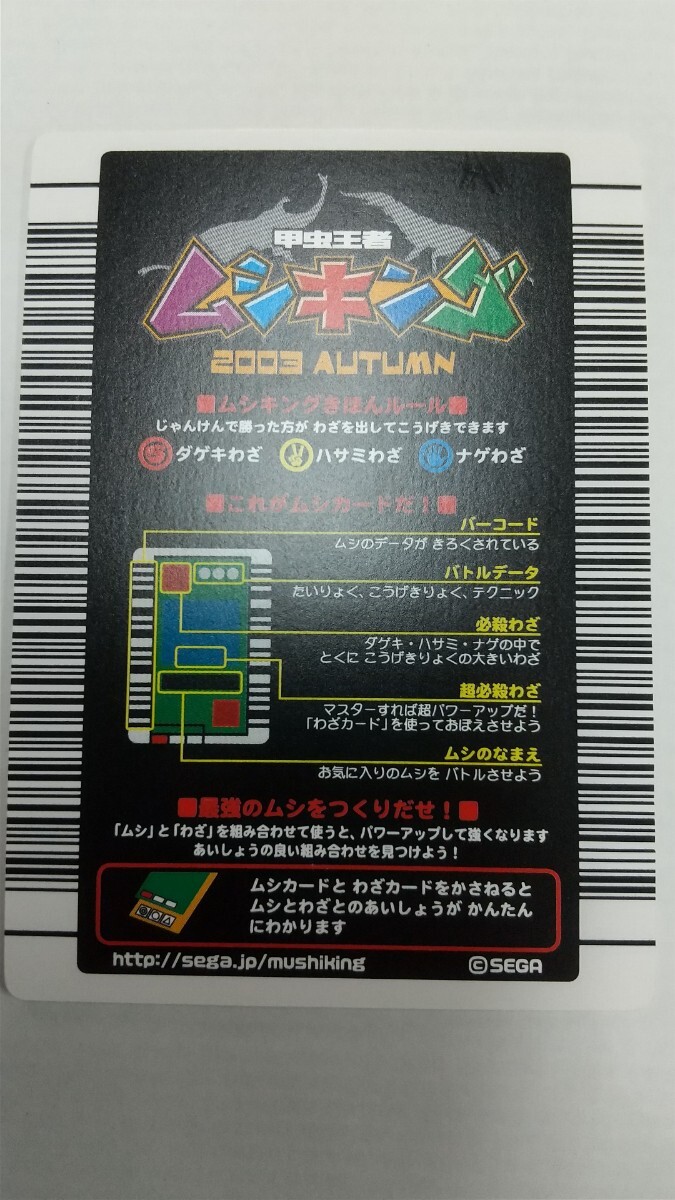 甲虫王者
ムシキング
2003 AUTUMN
■ムシキングきほんルール■
じゃんけんで勝った方が わざを出してこうげきできます
ダゲキわざ ハサミわざ ナゲわざ
■これがムシカードだ！■
バーコード
ムシのデータが きろくされている
バトルデータ
たいりょく、こうげきりょく、テクニック
必殺わざ
ダゲキ・ハサミ・ナゲの中で
とくに こうげきりょくの大きいわざ
超必殺わざ
マスターすれば超パワーアップだ！
「わざカード」を使っておぼえさせよう
ムシのなまえ
お気に入りのムシを バトルさせよう
■最強のムシをつくりだせ！■
「ムシ」と「わざ」を組み合わせて使うと、パワーアップして強くなります
あいしょうの良い組み合わせを見つけよう！
ムシカードと わざカードをかさねると
ムシとわざとのあいしょうが かんたん
にわかります
http://sega.jp/mushiking ©SEGA